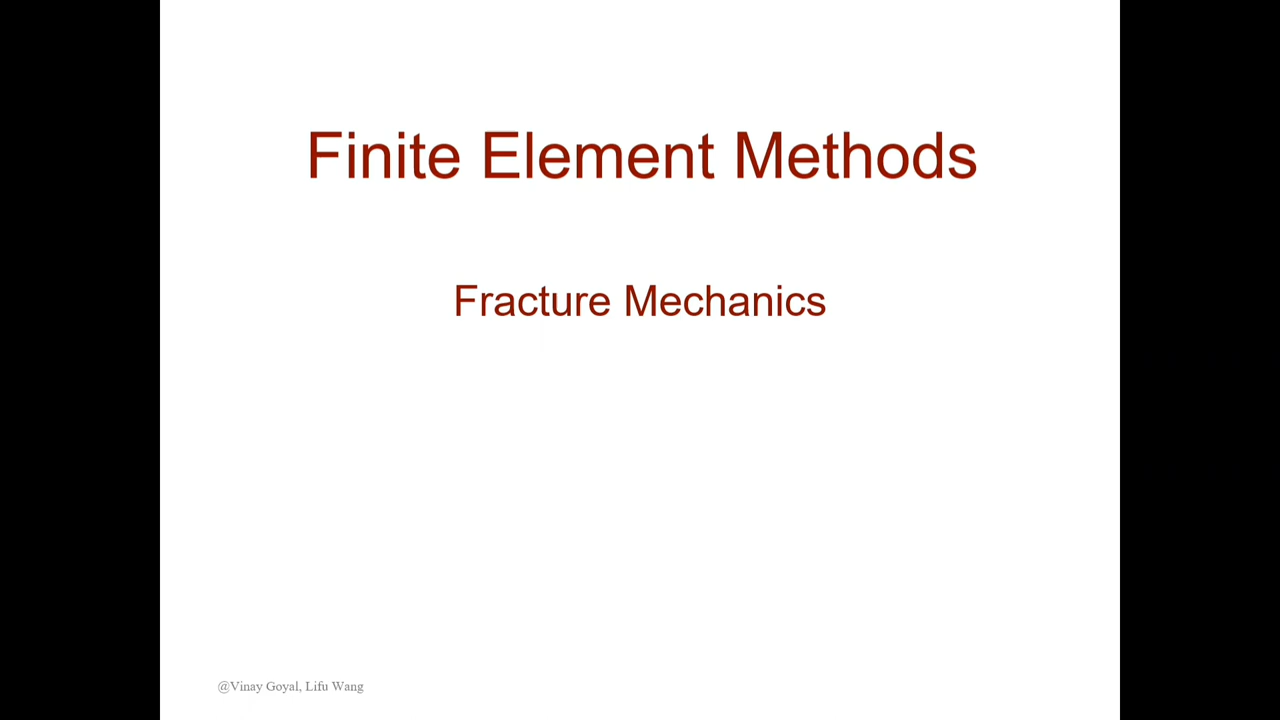 Finite Element Methods
Fracture Mechanics
@Vinay Goyal, Lifu Wang